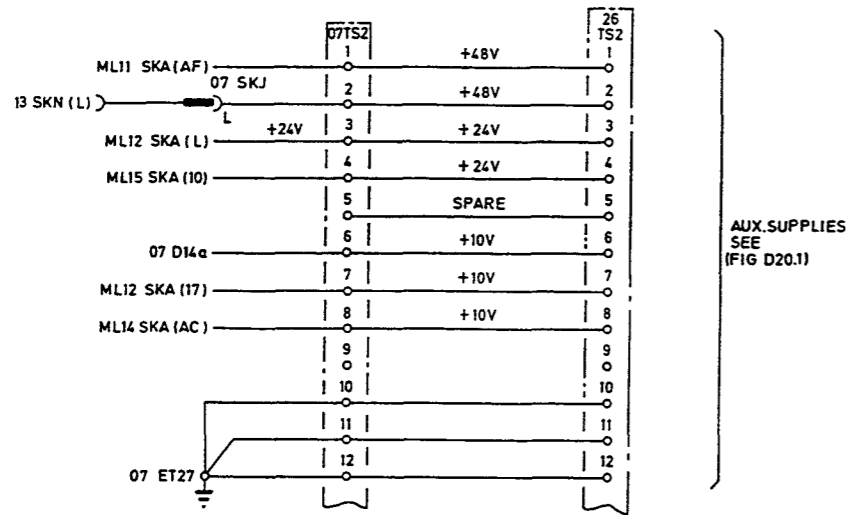 07TS2
26
TS2
ML11 SKA(AF) 1 +48V 1
07 SKJ
13 SKN (L) L 2 +48V 2
ML12 SKA(L) +24V 3 +24V 3
ML15 SKA(10) 4 +24V 4
5 SPARE 5
07 D14a 6 +10V 6
ML12 SKA(17) 7 +10V 7
ML14 SKA(AC) 8 +10V 8
9 9
10 10
11 11
07 ET27 12 12
AUX.SUPPLIES
SEE
(FIG D20.1)